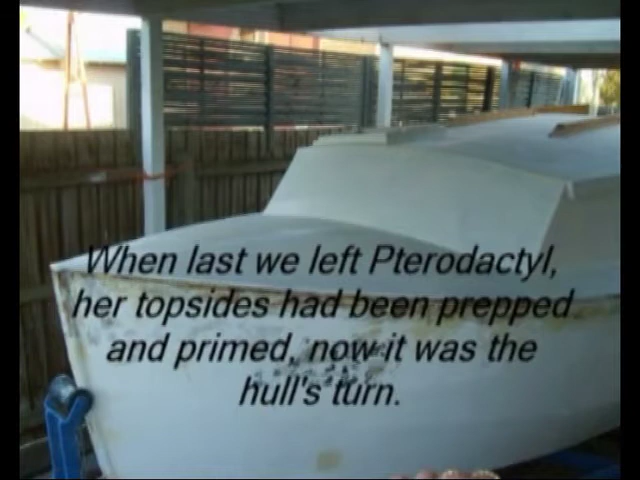 When last we left Pterodactyl,
her topsides had been prepped
and primed, now it was the
hull's turn.